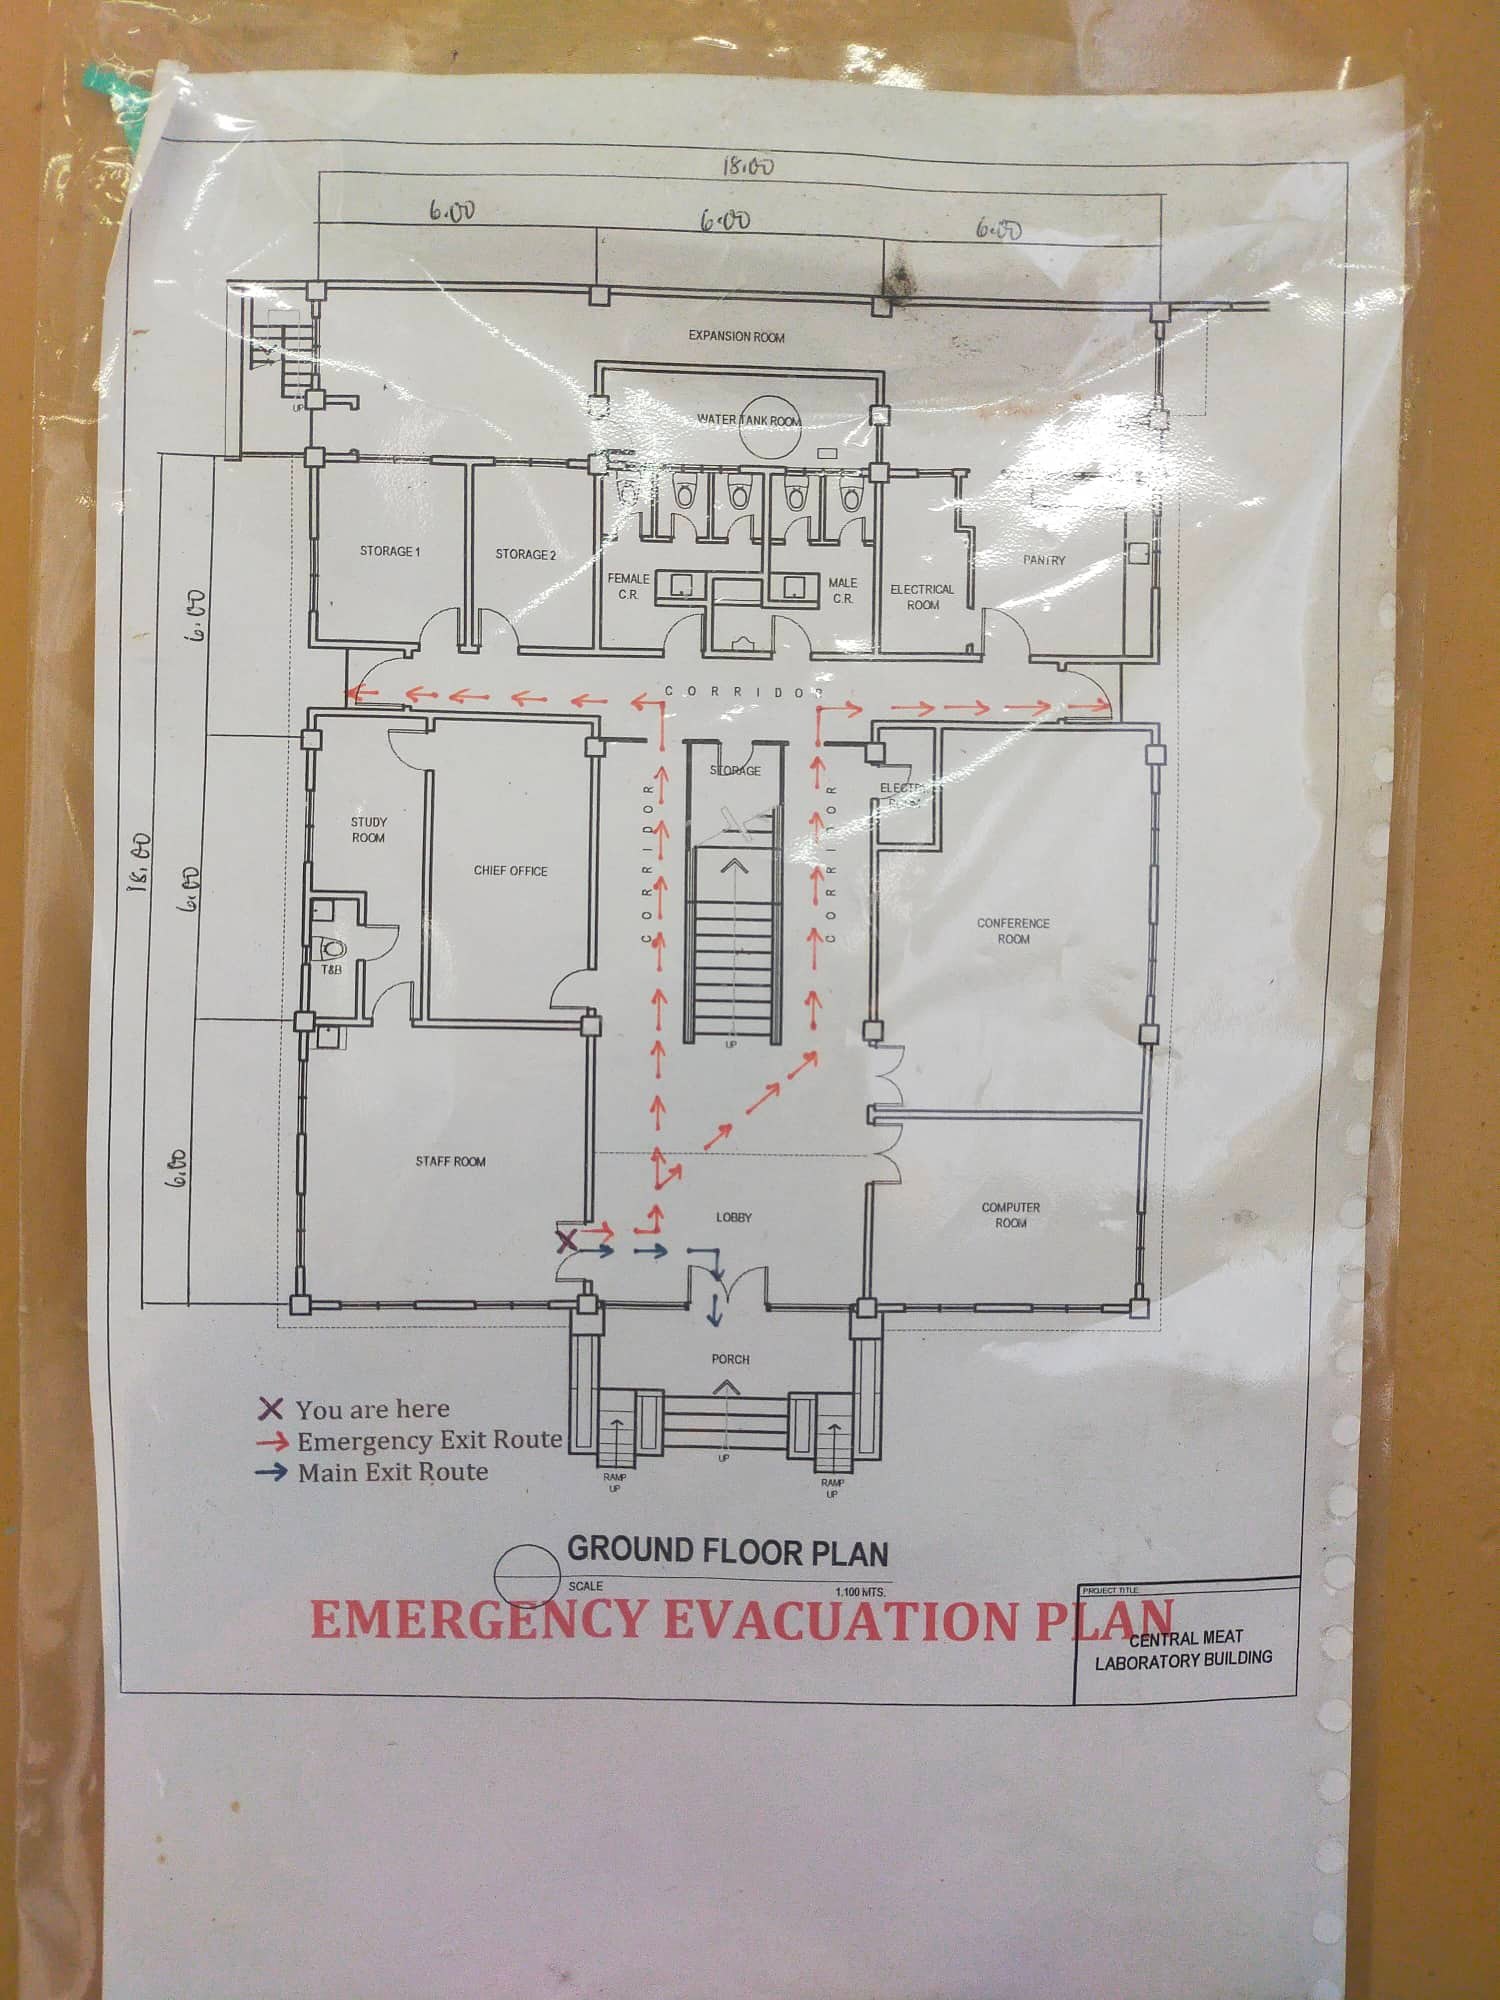 18.00
6.00
6.00
6.00
EXPANSION ROOM
UP
WATER TANK ROOM
STORAGE 1
STORAGE 2
FEMALE
C.R.
MALE
C.R.
ELECTRICAL
ROOM
PANTRY
6.00
CORRIDOR
STORAGE
STUDY
ROOM
CHIEF OFFICE
CORRIDOR
CORRIDOR
18.00
6.00
CONFERENCE
ROOM
T&B
UP
6.00
STAFF ROOM
LOBBY
COMPUTER
ROOM
PORCH
X You are here
→ Emergency Exit Route
→ Main Exit Route
UP
RAMP
UP
RAMP
UP
GROUND FLOOR PLAN
SCALE 1.100 MTS.
EMERGENCY EVACUATION PLAN
PROJECT TITLE
CENTRAL MEAT
LABORATORY BUILDING